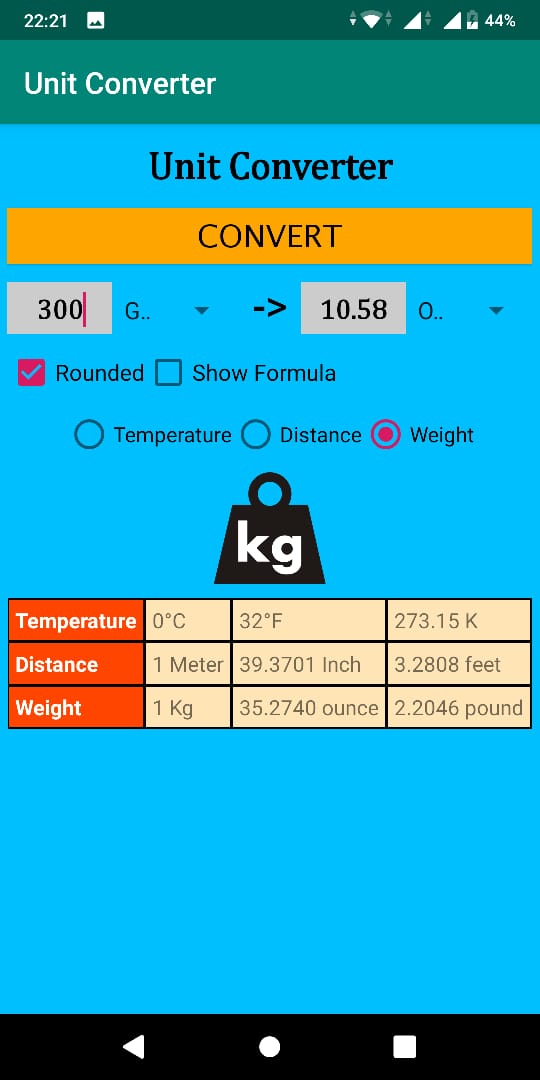 22:21 44%
Unit Converter
Unit Converter
CONVERT
300 G.. -> 10.58 O..
Rounded Show Formula
Temperature Distance Weight
kg
Temperature 0°C 32°F 273.15 K
Distance 1 Meter 39.3701 Inch 3.2808 feet
Weight 1 Kg 35.2740 ounce 2.2046 pound